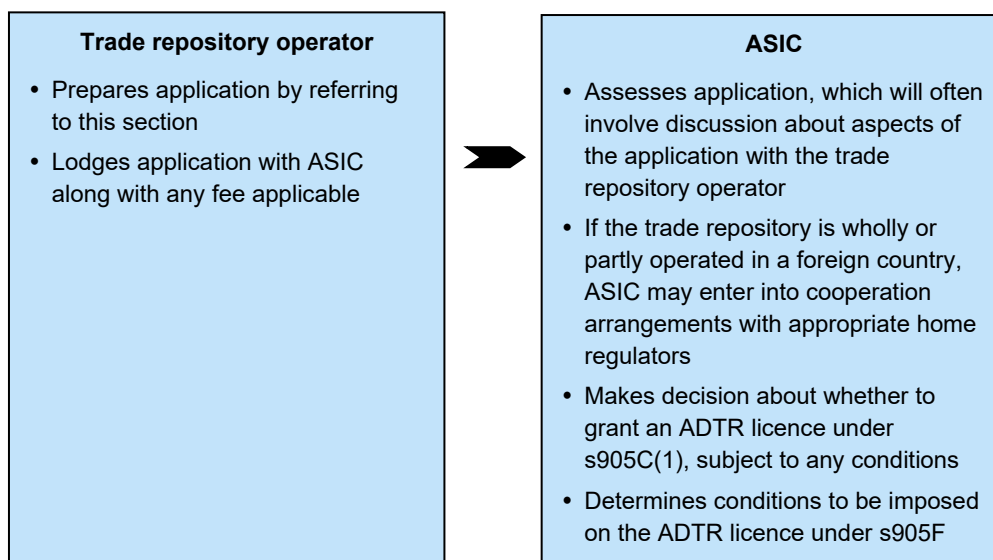 Trade repository operator
• Prepares application by referring
to this section
• Lodges application with ASIC
along with any fee applicable
ASIC
• Assesses application, which will often
involve discussion about aspects of
the application with the trade
repository operator
• If the trade repository is wholly or
partly operated in a foreign country,
ASIC may enter into cooperation
arrangements with appropriate home
regulators
• Makes decision about whether to
grant an ADTR licence under
s905C(1), subject to any conditions
• Determines conditions to be imposed
on the ADTR licence under s905F